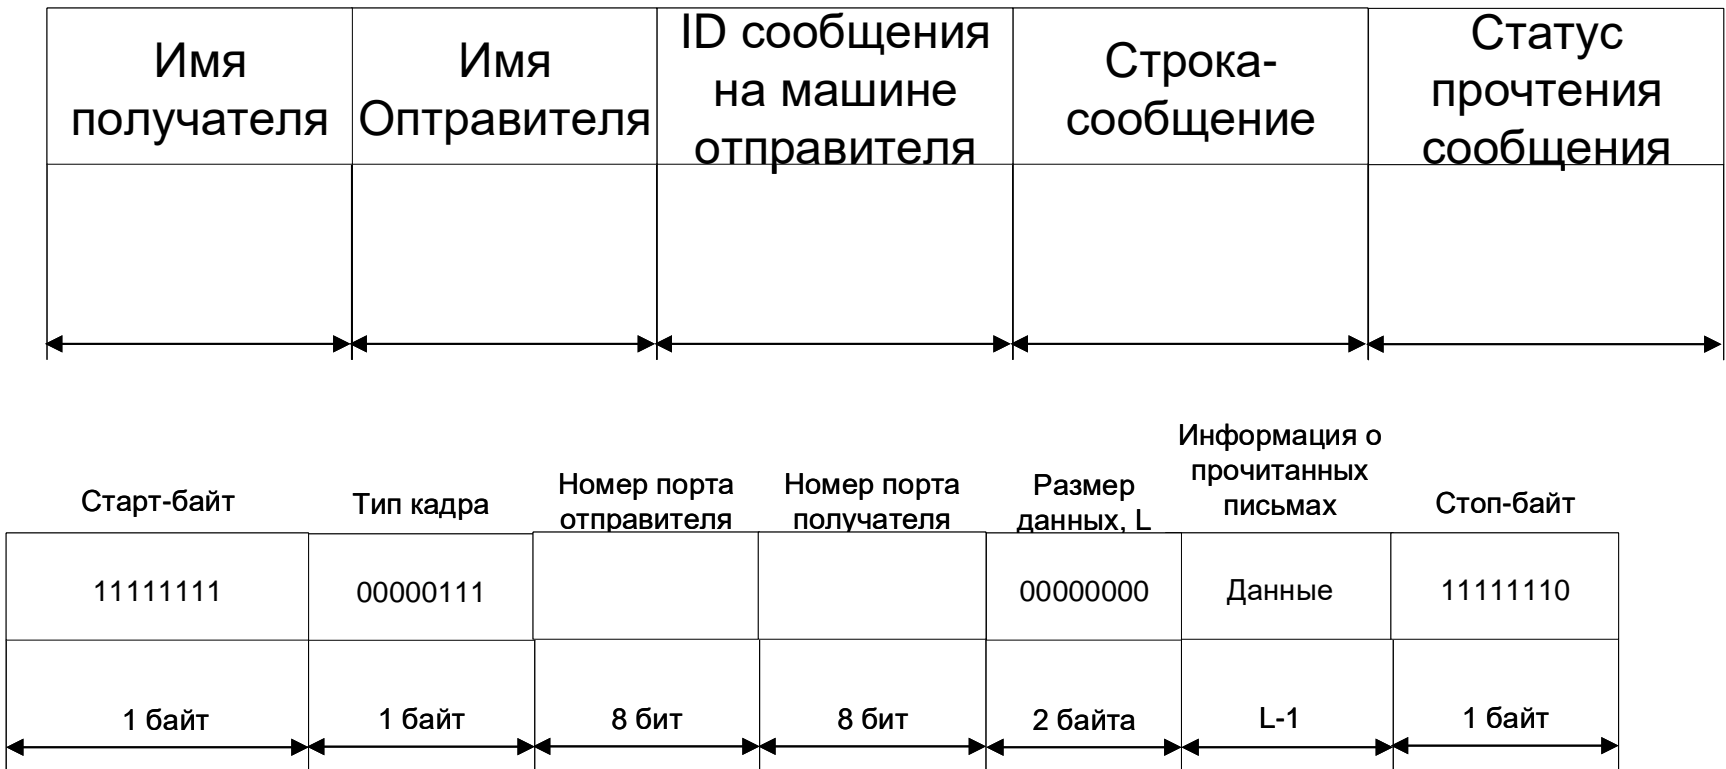 Имя
получателя
Имя
Оптравителя
ID сообщения
на машине
отправителя
Строка-
сообщение
Статус
прочтения
сообщения
Старт-байт
Тип кадра
Номер порта
отправителя
Номер порта
получателя
Размер
данных, L
Информация о
прочитанных
письмах
Стоп-байт
11111111
00000111
00000000
Данные
11111110
1 байт
1 байт
8 бит
8 бит
2 байта
L-1
1 байт